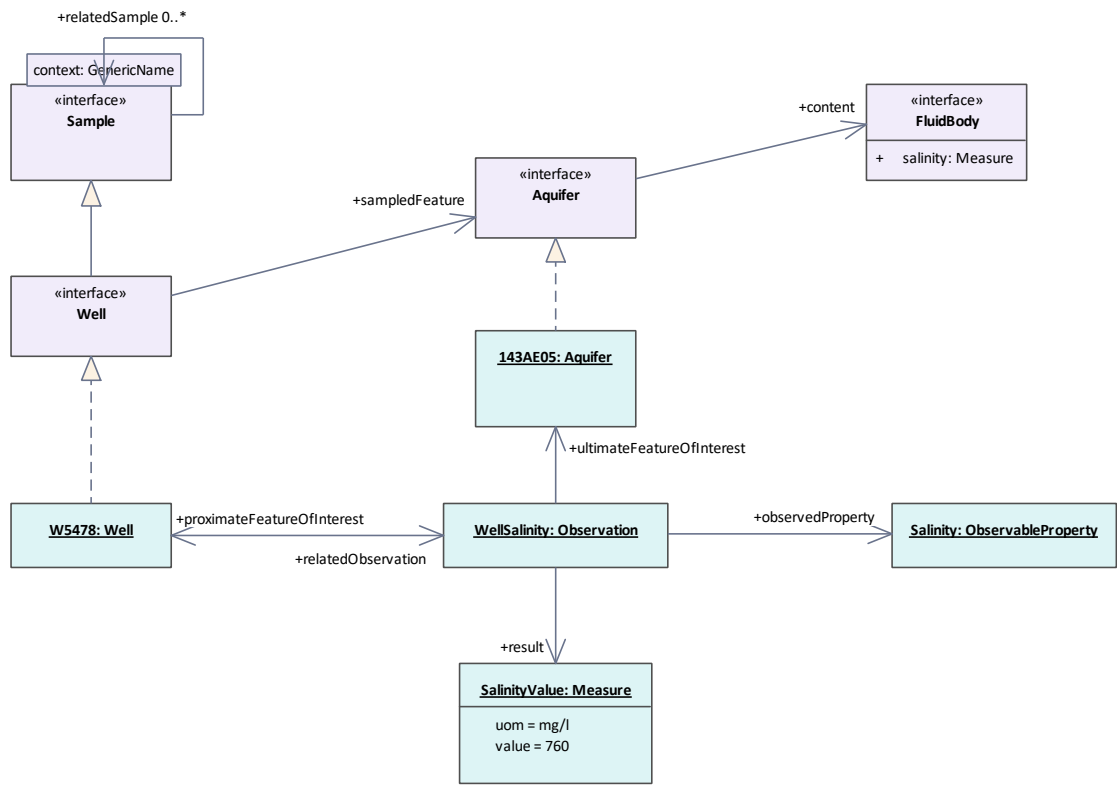 +relatedSample 0..*
context: GenericName
«interface»
Sample
+content
«interface»
FluidBody
+ salinity: Measure
«interface»
Aquifer
+sampledFeature
«interface»
Well
143AE05: Aquifer
+ultimateFeatureOfInterest
W5478: Well
+proximateFeatureOfInterest
+relatedObservation
WellSalinity: Observation
+observedProperty
Salinity: ObservableProperty
+result
SalinityValue: Measure
uom = mg/l
value = 760